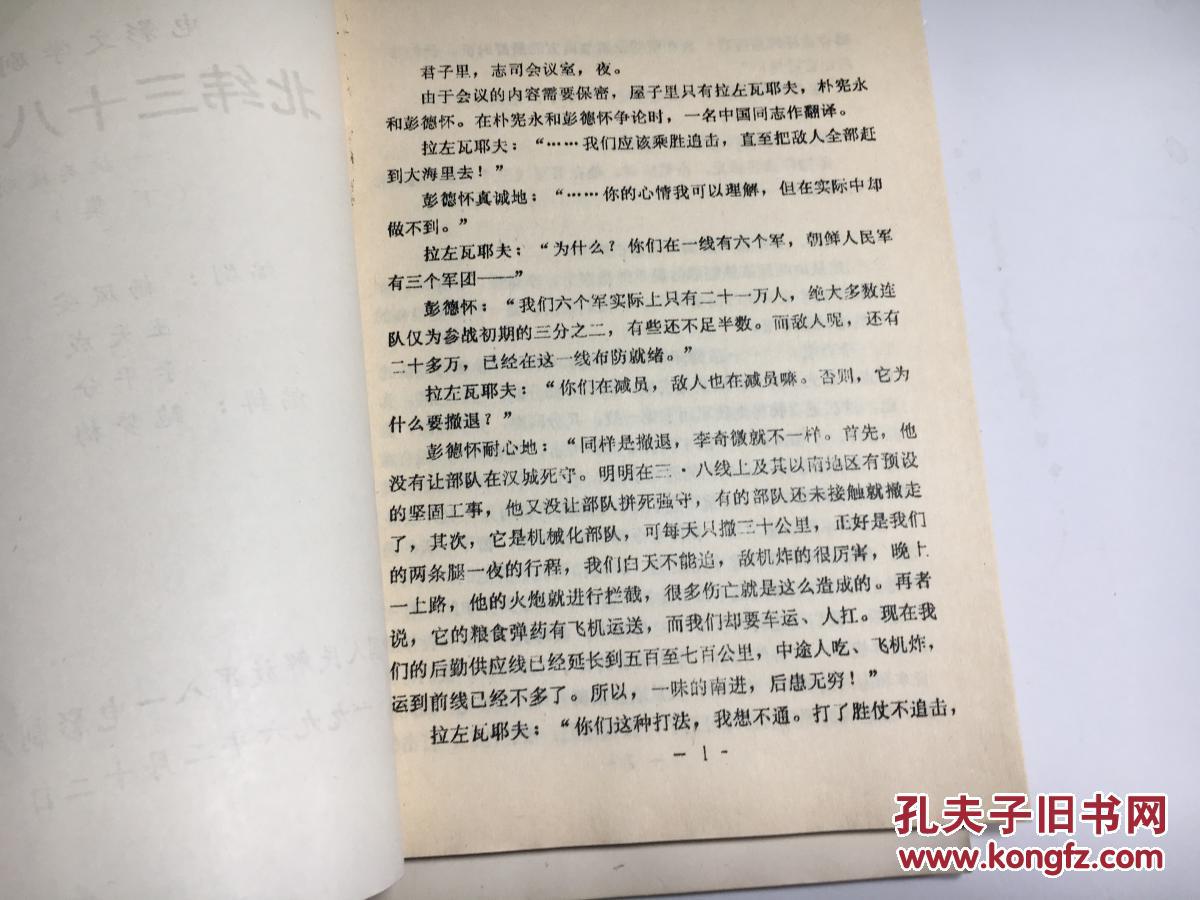 电影文学剧
北纬三十八
君子里，志司会议室，夜。
由于会议的内容需要保密，屋子里只有拉左瓦耶夫，朴宪永
和彭德怀。在朴宪永和彭德怀争论时，一名中国同志作翻译。
拉左瓦耶夫：“……我们应该乘胜追击，直至把敌人全部赶
到大海里去！”
彭德怀真诚地：“……你的心情我可以理解，但在实际中却
做不到。”
拉左瓦耶夫：“为什么？你们在一线有六个军，朝鲜人民军
有三个军团——”
彭德怀：“我们六个军实际上只有二十一万人，绝大多数连
队仅为参战初期的三分之二，有些还不足半数。而敌人呢，还有
二十多万，已经在这一线布防就绪。”
拉左瓦耶夫：“你们在减员，敌人也在减员嘛。否则，它为
什么要撤退？”
彭德怀耐心地：“同样是撤退，李奇微就不一样。首先，他
没有让部队在汉城死守。明明在三·八线上及其以南地区有预设
的坚固工事，他又没让部队拼死强守，有的部队还未接触就撤走
了，其次，它是机械化部队，可每天只撤三十公里，正好是我们
的两条腿一夜的行程，我们白天不能追，敌机炸的很厉害，晚上
一上路，他的火炮就进行拦截，很多伤亡就是这么造成的。再者
说，它的粮食弹药有飞机运送，而我们却要车运、人扛。现在我
们的后勤供应线已经延长到五百至七百公里，中途人吃、飞机炸，
运到前线已经不多了。所以，一味的南进，后患无穷！”
拉左瓦耶夫：“你们这种打法，我想不通。打了胜仗不追击，
— 1 -
孔夫子旧书网
www.kongfz.com